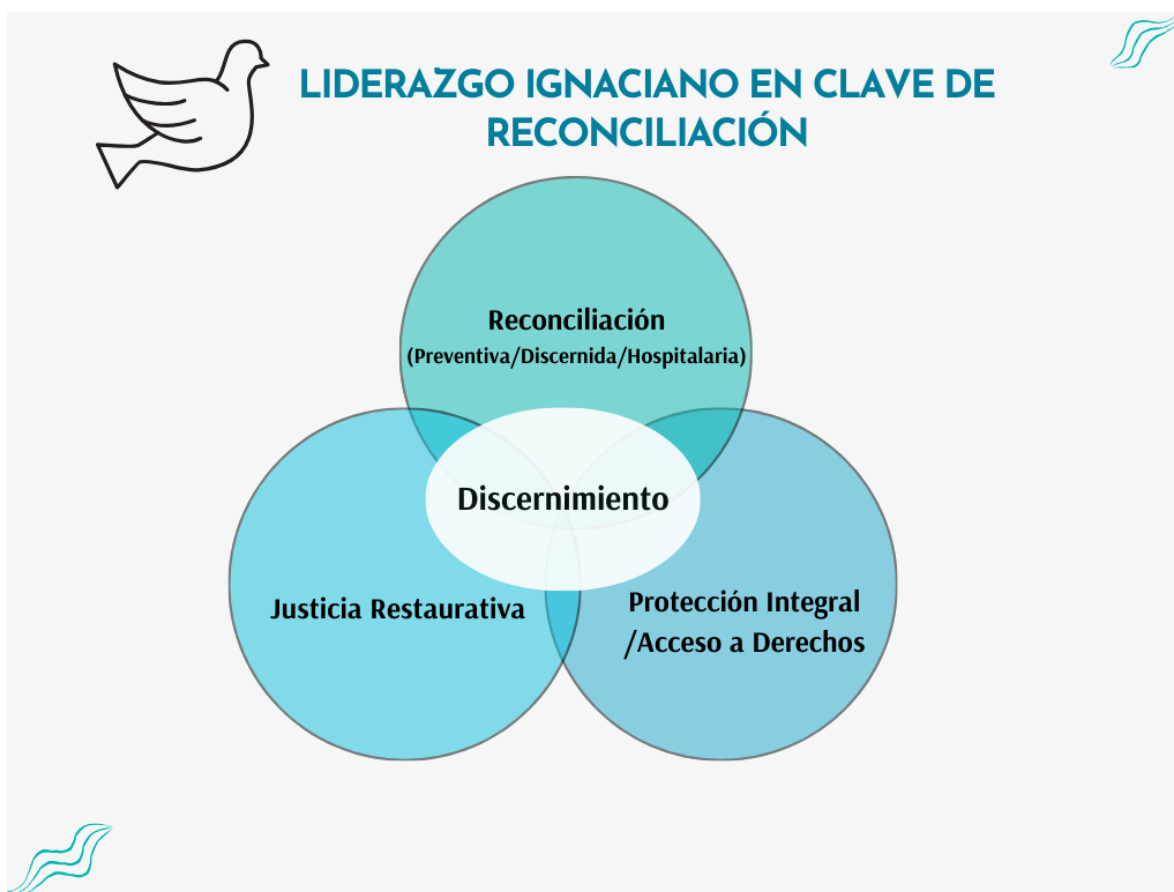 LIDERAZGO IGNACIANO EN CLAVE DE
RECONCILIACIÓN
Reconciliación
(Preventiva/Discernida/Hospitalaria)
Discernimiento
Justicia Restaurativa
Protección Integral
/Acceso a Derechos